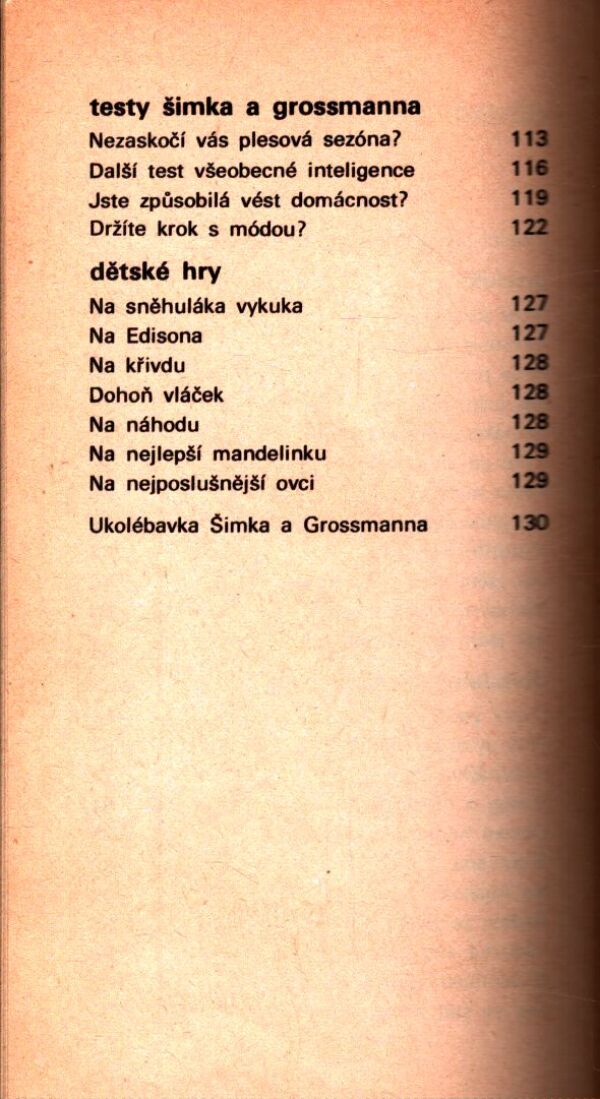 testy šimka a grossmanna
Nezaskočí vás plesová sezóna? 113
Další test všeobecné inteligence 116
Jste způsobilá vést domácnost? 119
Držíte krok s módou? 122
dětské hry
Na sněhuláka vykuka 127
Na Edisona 127
Na křivdu 128
Dohoň vláček 128
Na náhodu 128
Na nejlepší mandelinku 129
Na nejposlušnější ovci 129
Ukolébavka Šimka a Grossmanna 130